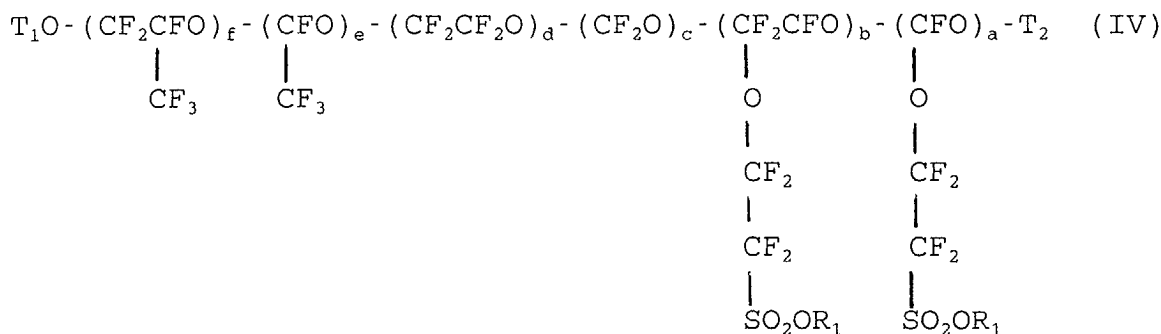 T₁O-(CF₂CFO)f-(CFO)e-(CF₂CF₂O)d-(CF₂O)c-(CF₂CFO)b-(CFO)a-T₂ (IV)
CF₃ CF₃ O O
CF₂ CF₂
CF₂ CF₂
SO₂OR₁ SO₂OR₁